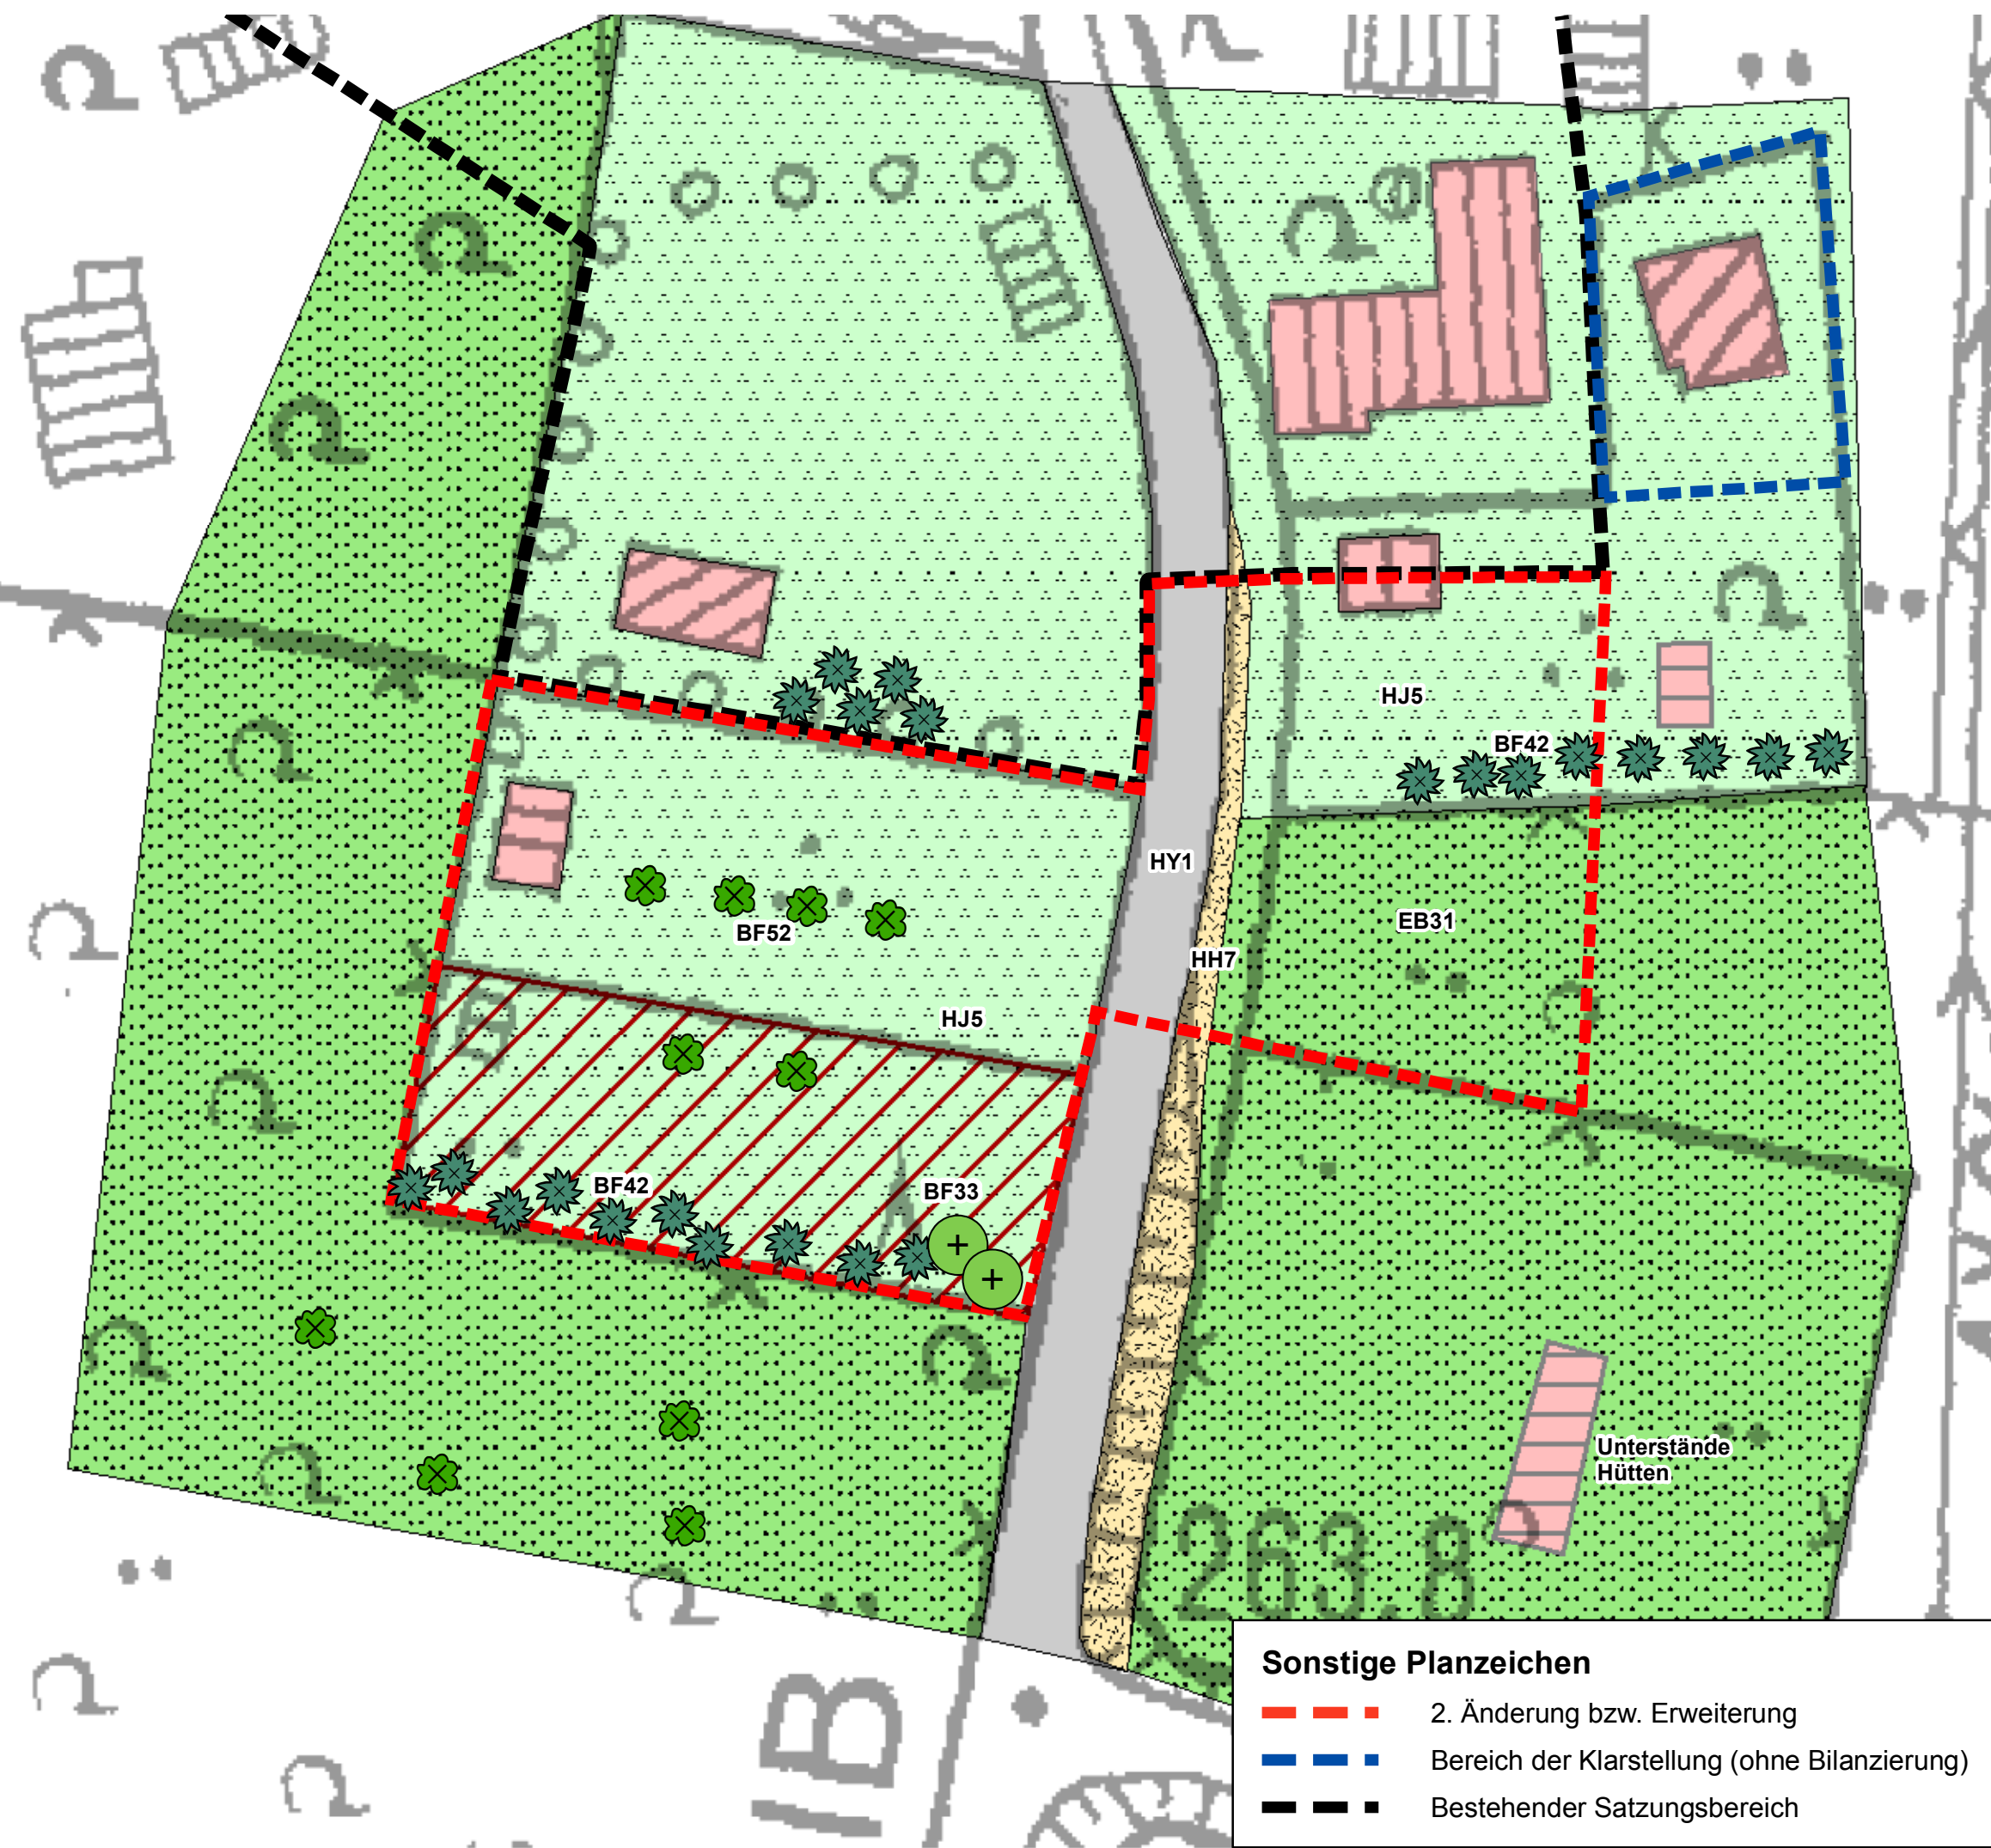 HJ5
BF42
HY1
EB31
BF52
HH7
HJ5
BF42
BF33
Unterstände
Hütten
263.8
IB
Sonstige Planzeichen
2. Änderung bzw. Erweiterung
Bereich der Klarstellung (ohne Bilanzierung)
Bestehender Satzungsbereich